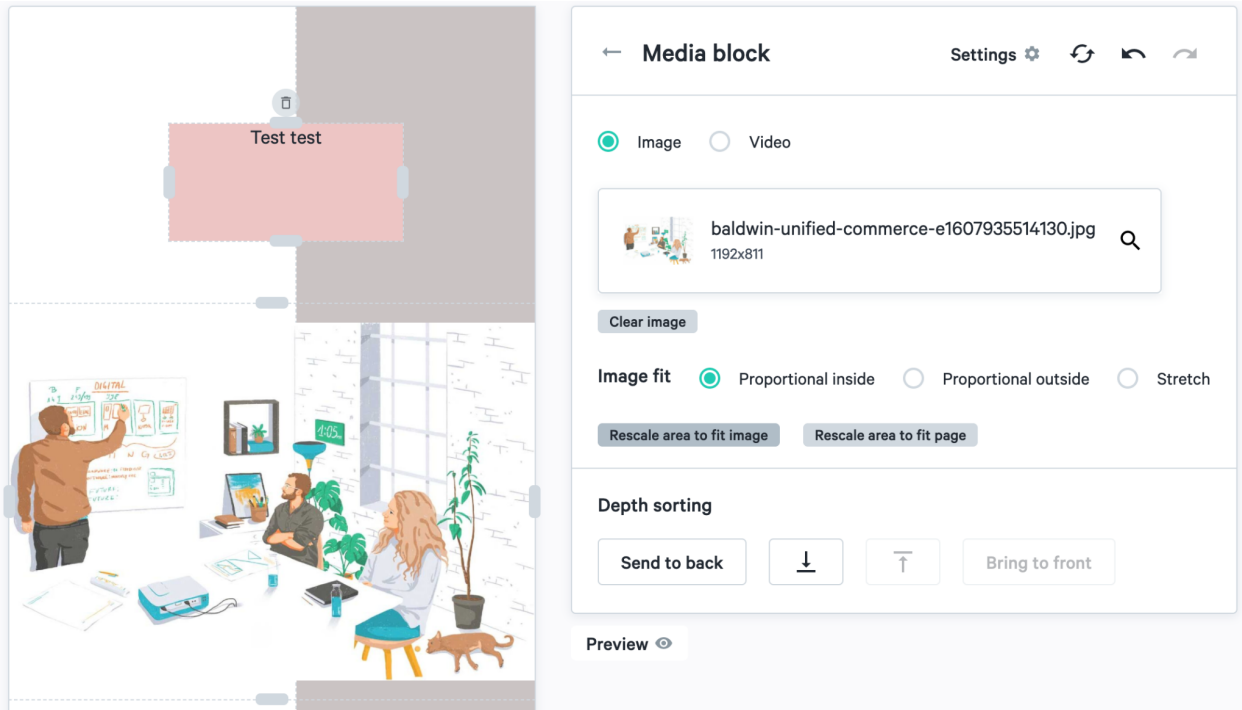 Test test
DIGITAL
1:05
Media block
Settings
Image
Video
baldwin-unified-commerce-e1607935514130.jpg
1192x811
Clear image
Image fit
Proportional inside
Proportional outside
Stretch
Rescale area to fit image
Rescale area to fit page
Depth sorting
Send to back
Bring to front
Preview